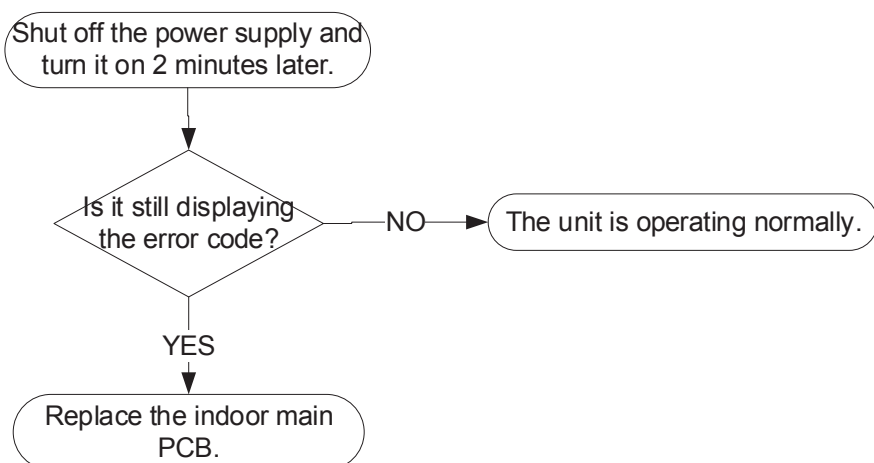 Shut off the power supply and
turn it on 2 minutes later.
Is it still displaying
the error code?
NO
The unit is operating normally.
YES
Replace the indoor main
PCB.